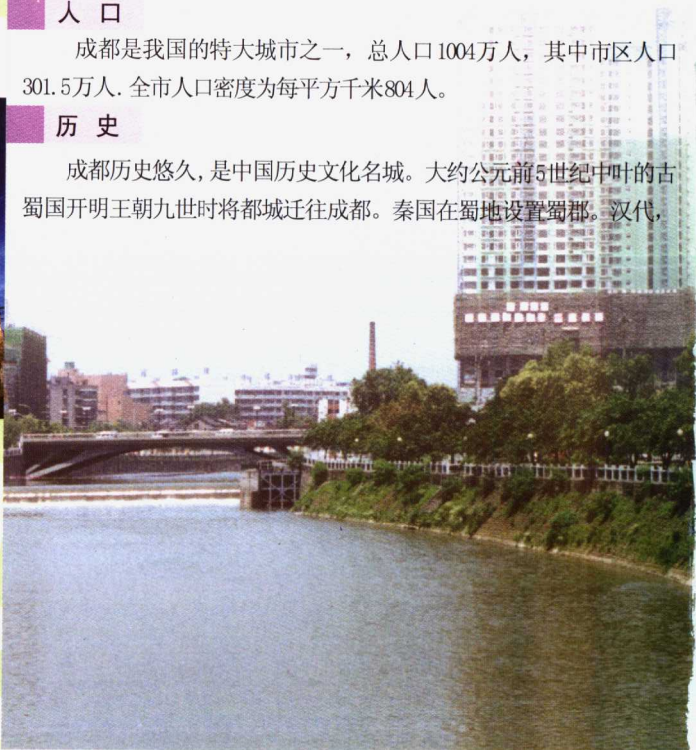 人 口
成都是我国的特大城市之一，总人口1004万人，其中市区人口
301.5万人.全市人口密度为每平方千米804人。
历 史
成都历史悠久,是中国历史文化名城。大约公元前5世纪中叶的古
蜀国开明王朝九世时将都城迁往成都。秦国在蜀地设置蜀郡。汉代，